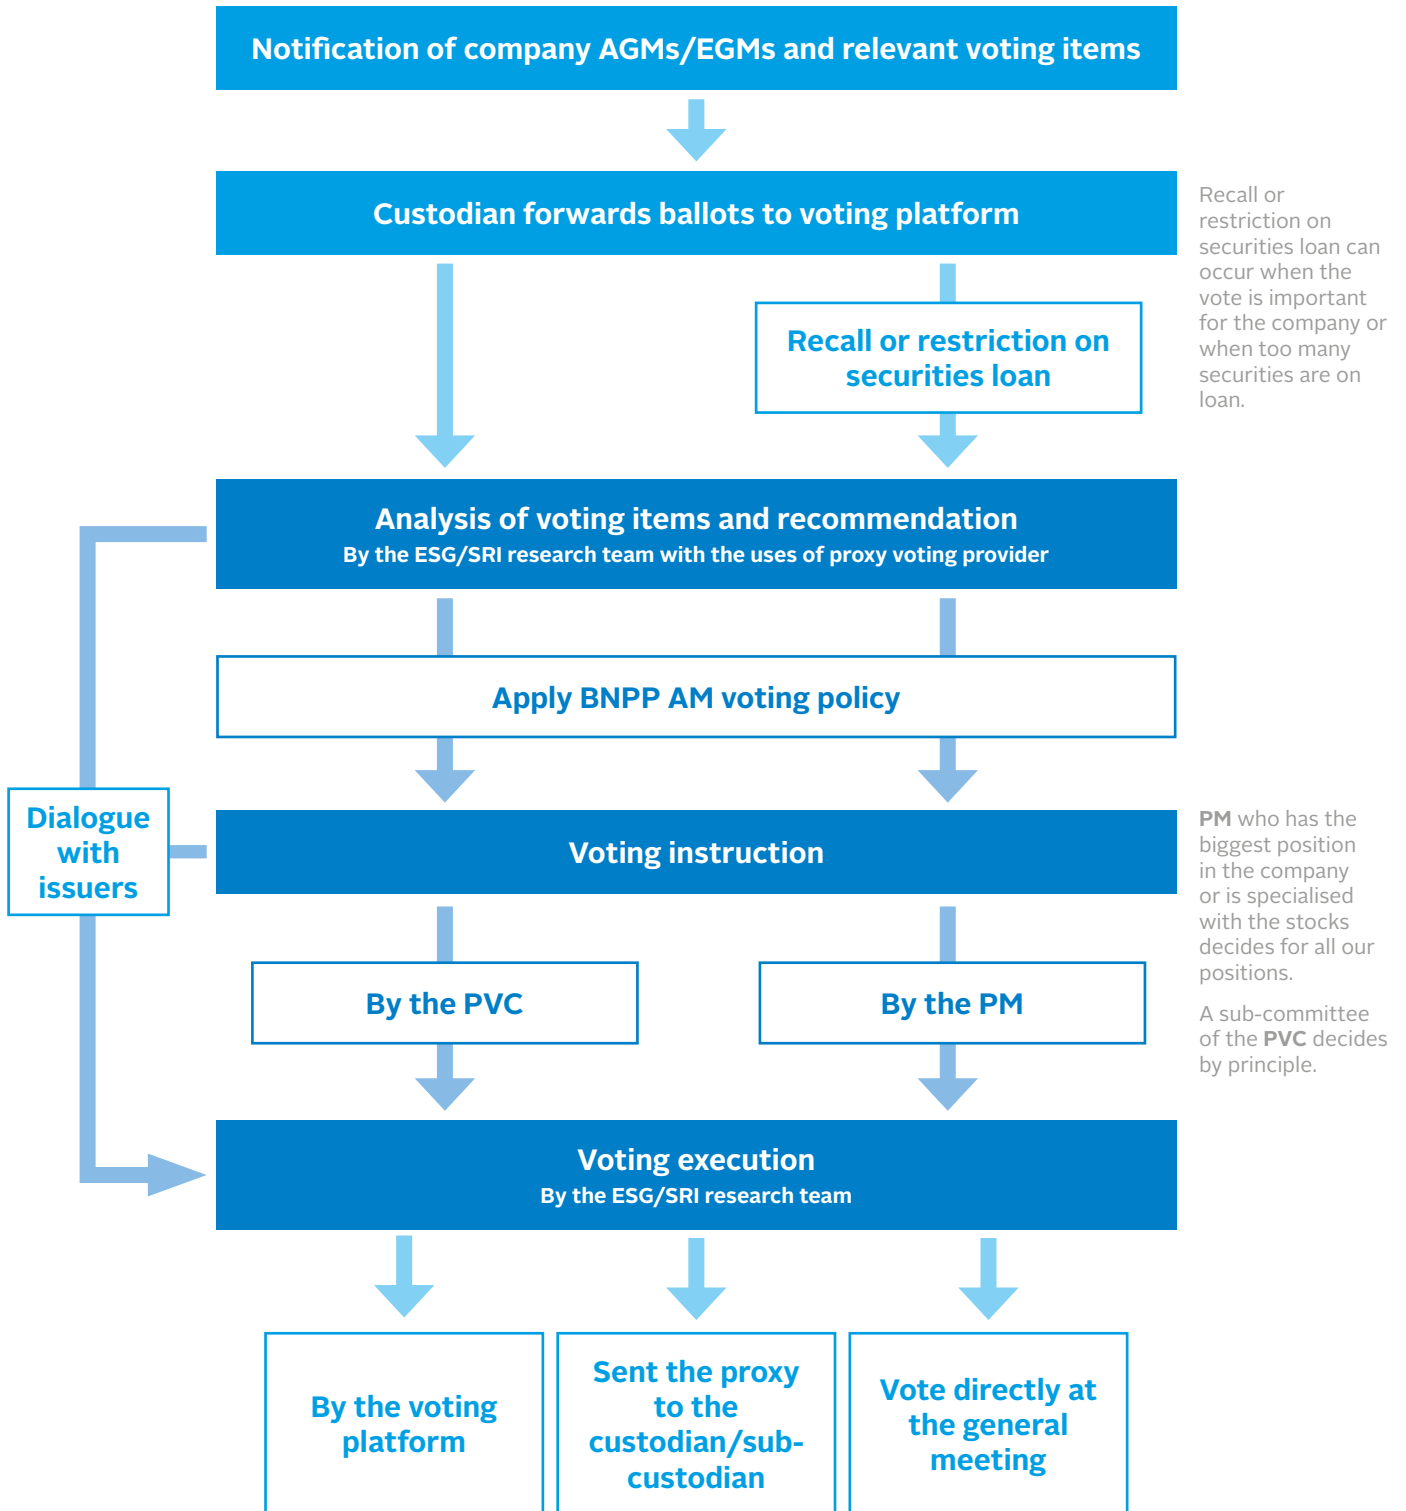 Notification of company AGMs/EGMs and relevant voting items
Custodian forwards ballots to voting platform
Recall or
restriction on
securities loan can
occur when the
vote is important
for the company or
when too many
securities are on
loan.
Recall or restriction on
securities loan
Analysis of voting items and recommendation
By the ESG/SRI research team with the uses of proxy voting provider
Apply BNPP AM voting policy
Dialogue
with
issuers
Voting instruction
PM who has the
biggest position
in the company
or is specialised
with the stocks
decides for all our
positions.
A sub-committee
of the PVC decides
by principle.
By the PVC
By the PM
Voting execution
By the ESG/SRI research team
By the voting
platform
Sent the proxy
to the
custodian/sub-
custodian
Vote directly at
the general
meeting